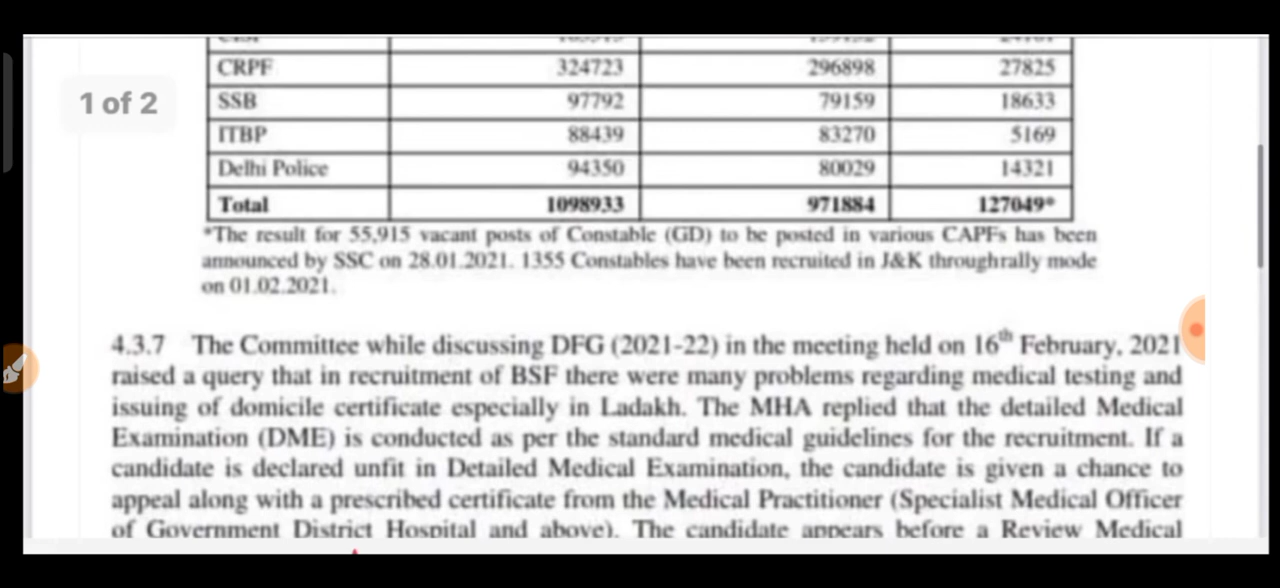 CRPF 324723 296898 27825
1 of 2
SSB 97792 79159 18633
ITBP 88439 83270 5169
Delhi Police 94350 80029 14321
Total 1098933 971884 127049*
*The result for 55,915 vacant posts of Constable (GD) to be posted in various CAPFs has been
announced by SSC on 28.01.2021. 1355 Constables have been recruited in J&K throughrally mode
on 01.02.2021.
4.3.7 The Committee while discussing DFG (2021-22) in the meeting held on 16th February, 2021
raised a query that in recruitment of BSF there were many problems regarding medical testing and
issuing of domicile certificate especially in Ladakh. The MHA replied that the detailed Medical
Examination (DME) is conducted as per the standard medical guidelines for the recruitment. If a
candidate is declared unfit in Detailed Medical Examination, the candidate is given a chance to
appeal along with a prescribed certificate from the Medical Practitioner (Specialist Medical Officer
of Government District Hospital and above). The candidate appears before a Review Medical